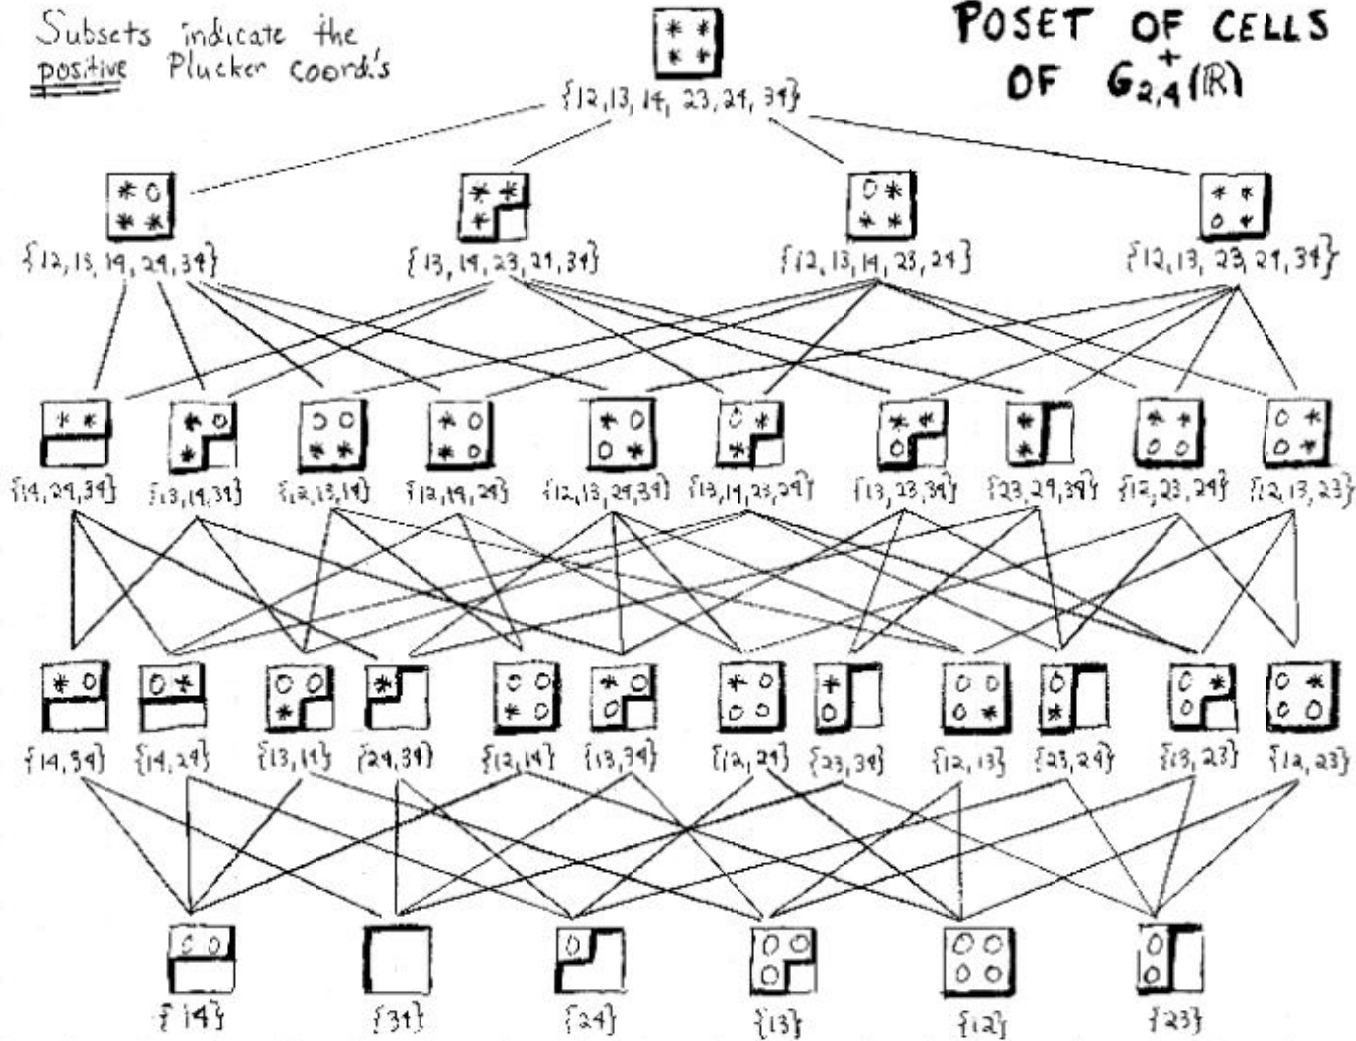 Subsets indicate the
positive Plucker coord's
POSET OF CELLS
OF G⁺₂,₄(ℝ)
{12,13,14, 23,24, 34}
{12,13,14,24,34} {13,14,23,24,34} {12,13,14,23,24} {12,13,23,24,34}
{14,24,34} {13,14,34} {12,13,14} {12,14,24} {12,13,24,34} {13,14,23,24} {13,23,34} {23,24,34} {12,23,24} {12,13,23}
{14,34} {14,24} {13,14} {24,34} {12,14} {13,34} {12,24} {23,34} {12,13} {23,24} {13,23} {12,23}
{14} {34} {24} {13} {12} {23}